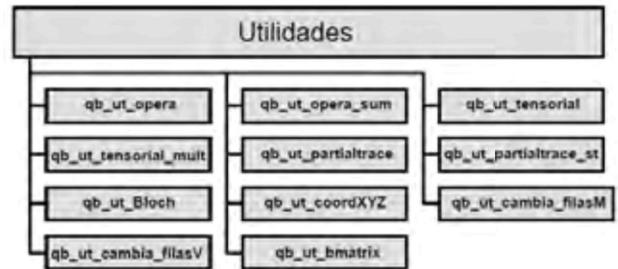 Utilidades
qb_ut_opera
qb_ut_opera_sum
qb_ut_tensorial
qb_ut_tensorial_mult
qb_ut_partialtrace
qb_ut_partialtrace_st
qb_ut_Bloch
qb_ut_coordXYZ
qb_ut_cambia_filasM
qb_ut_cambia_filasV
qb_ut_bmatrix